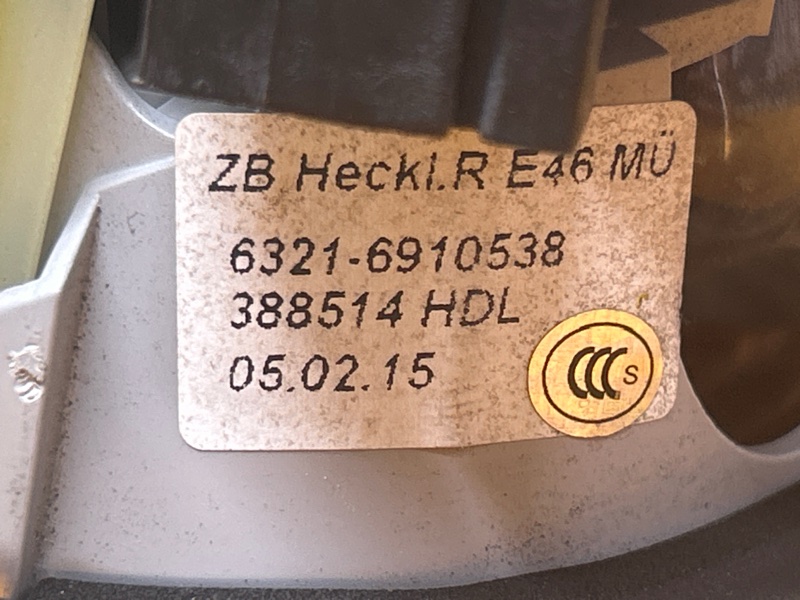 ZB Heckl.R E46 MÜ
6321-6910538
388514 HDL
05.02.15
CCC S